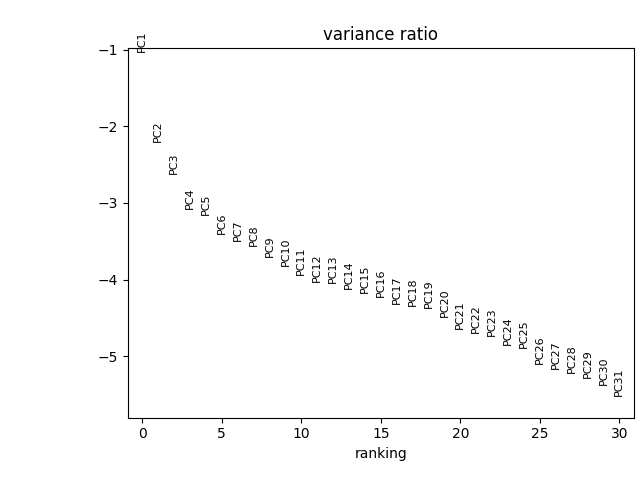 variance ratio
−1
−2
−3
−4
−5
PC1
PC2
PC3
PC4
PC5
PC6
PC7
PC8
PC9
PC10
PC11
PC12
PC13
PC14
PC15
PC16
PC17
PC18
PC19
PC20
PC21
PC22
PC23
PC24
PC25
PC26
PC27
PC28
PC29
PC30
PC31
0 5 10 15 20 25 30
ranking